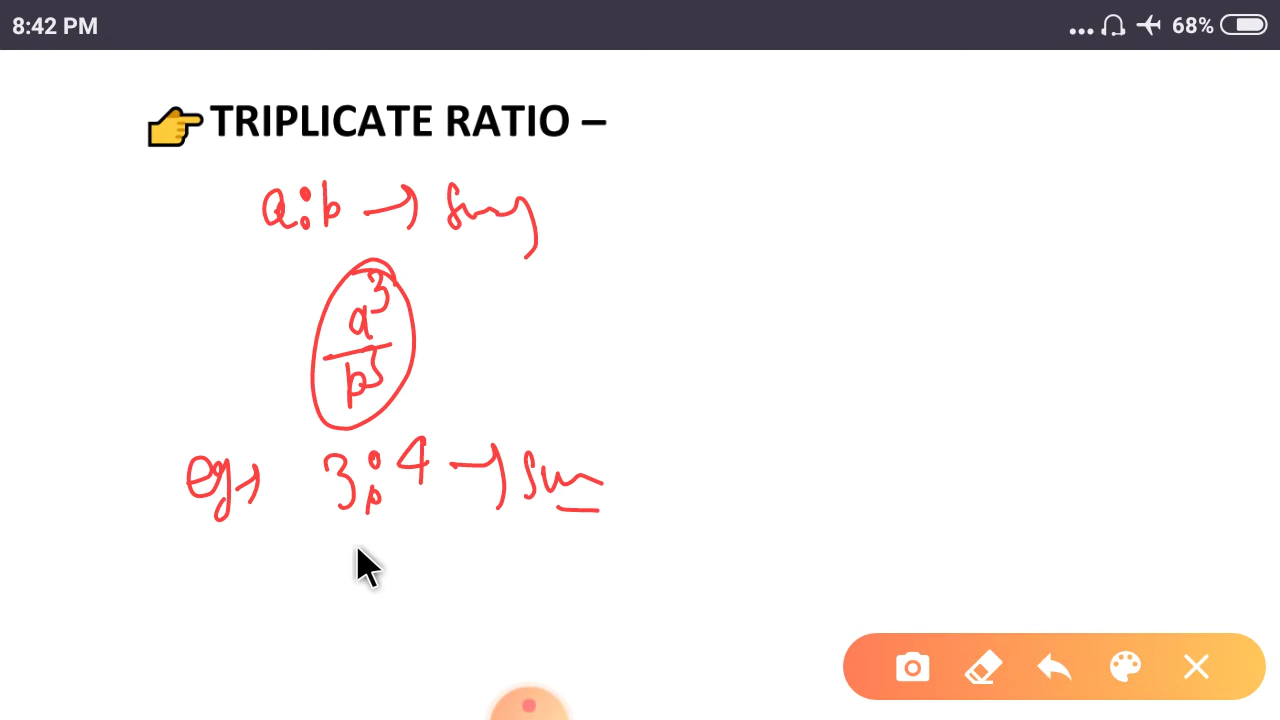 8:42 PM
68%
👉 TRIPLICATE RATIO –
a:b →
a³
b³
eg→ 3:4 →